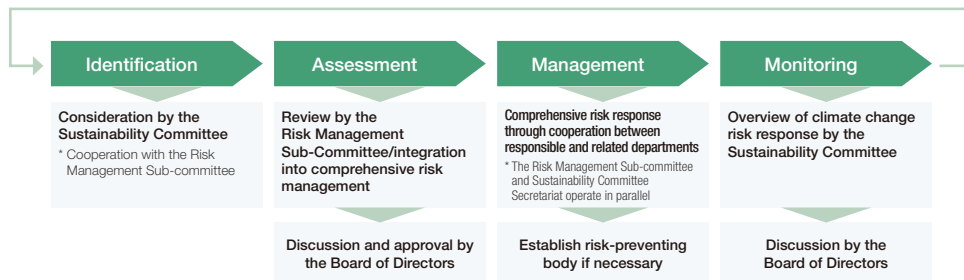 Identification
Assessment
Management
Monitoring
Consideration by the
Sustainability Committee
* Cooperation with the Risk
Management Sub-committee
Review by the
Risk Management
Sub-Committee/integration
into comprehensive risk
management
Comprehensive risk response
through cooperation between
responsible and related departments
* The Risk Management Sub-committee
and Sustainability Committee
Secretariat operate in parallel
Overview of climate change
risk response by the
Sustainability Committee
Discussion and approval by
the Board of Directors
Establish risk-preventing
body if necessary
Discussion by the
Board of Directors